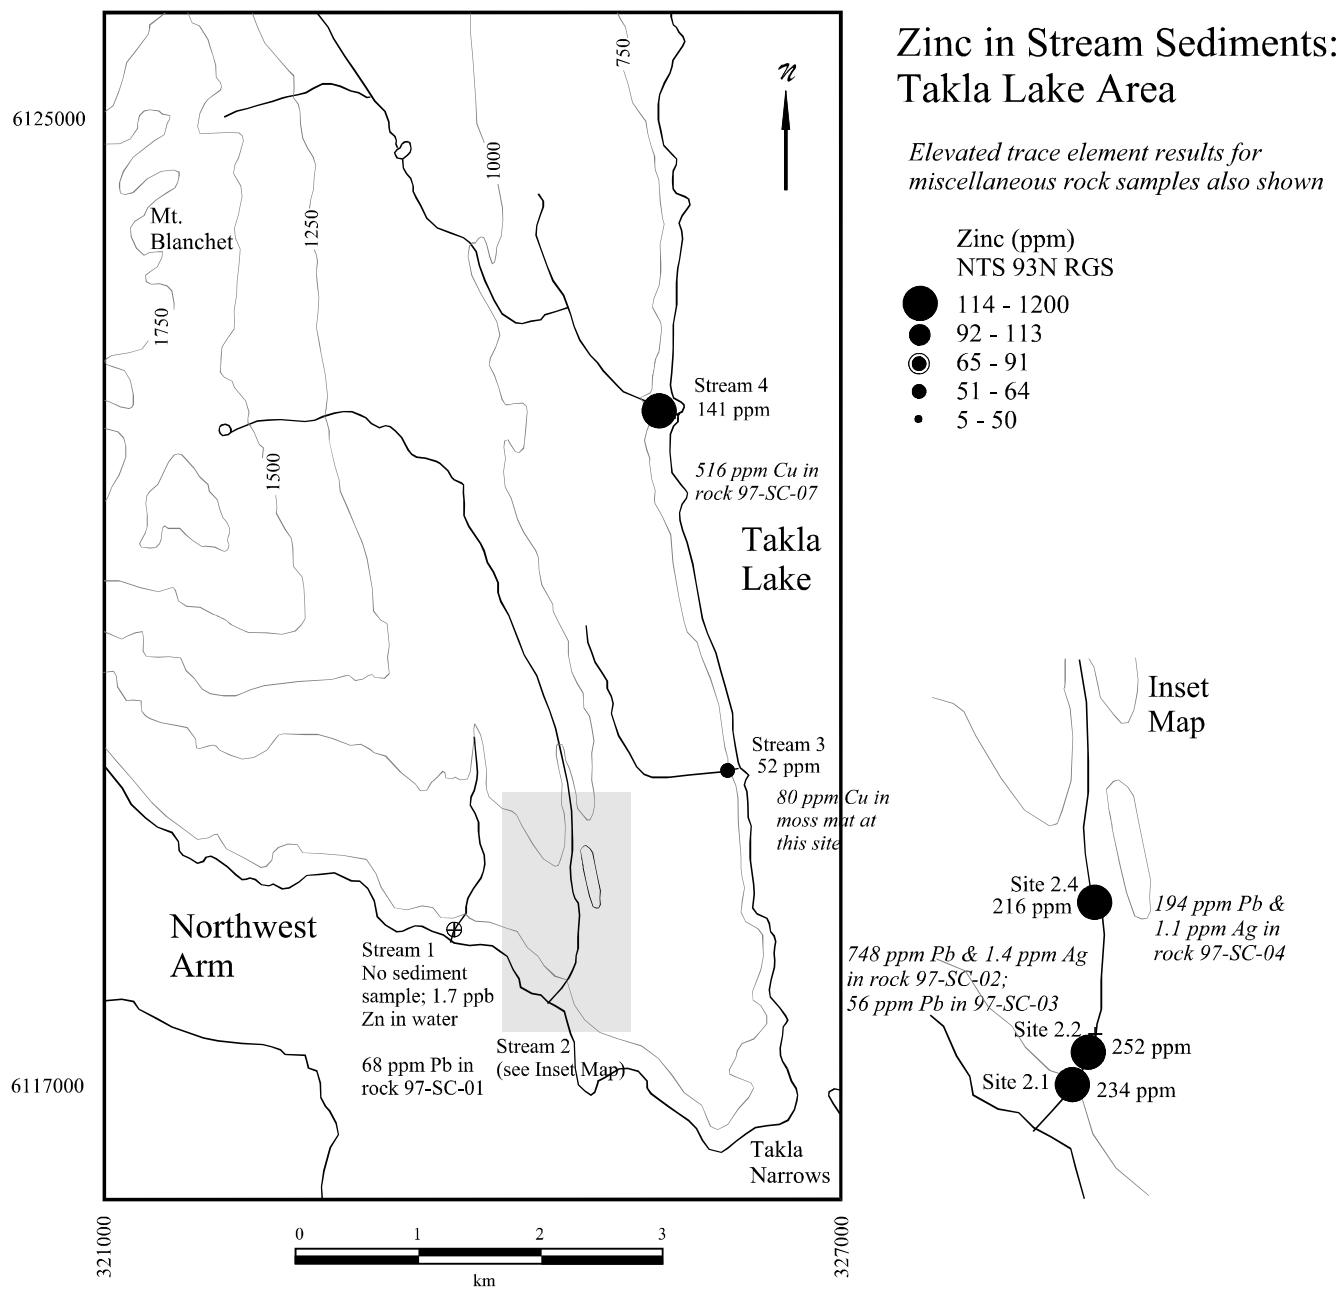 Zinc in Stream Sediments:
Takla Lake Area
Elevated trace element results for
miscellaneous rock samples also shown
Zinc (ppm)
NTS 93N RGS
114 - 1200
92 - 113
65 - 91
51 - 64
5 - 50
6125000
6117000
321000
327000
n
750
1000
1250
1750
1500
Mt.
Blanchet
Stream 4
141 ppm
516 ppm Cu in
rock 97-SC-07
Takla
Lake
Stream 3
52 ppm
80 ppm Cu in
moss mat at
this site
Northwest
Arm
Stream 1
No sediment
sample; 1.7 ppb
Zn in water
68 ppm Pb in
rock 97-SC-01
Stream 2
(see Inset Map)
Takla
Narrows
0 1 2 3
km
Inset
Map
Site 2.4
216 ppm
194 ppm Pb &
1.1 ppm Ag in
rock 97-SC-04
748 ppm Pb & 1.4 ppm Ag
in rock 97-SC-02;
56 ppm Pb in 97-SC-03
Site 2.2
252 ppm
Site 2.1
234 ppm